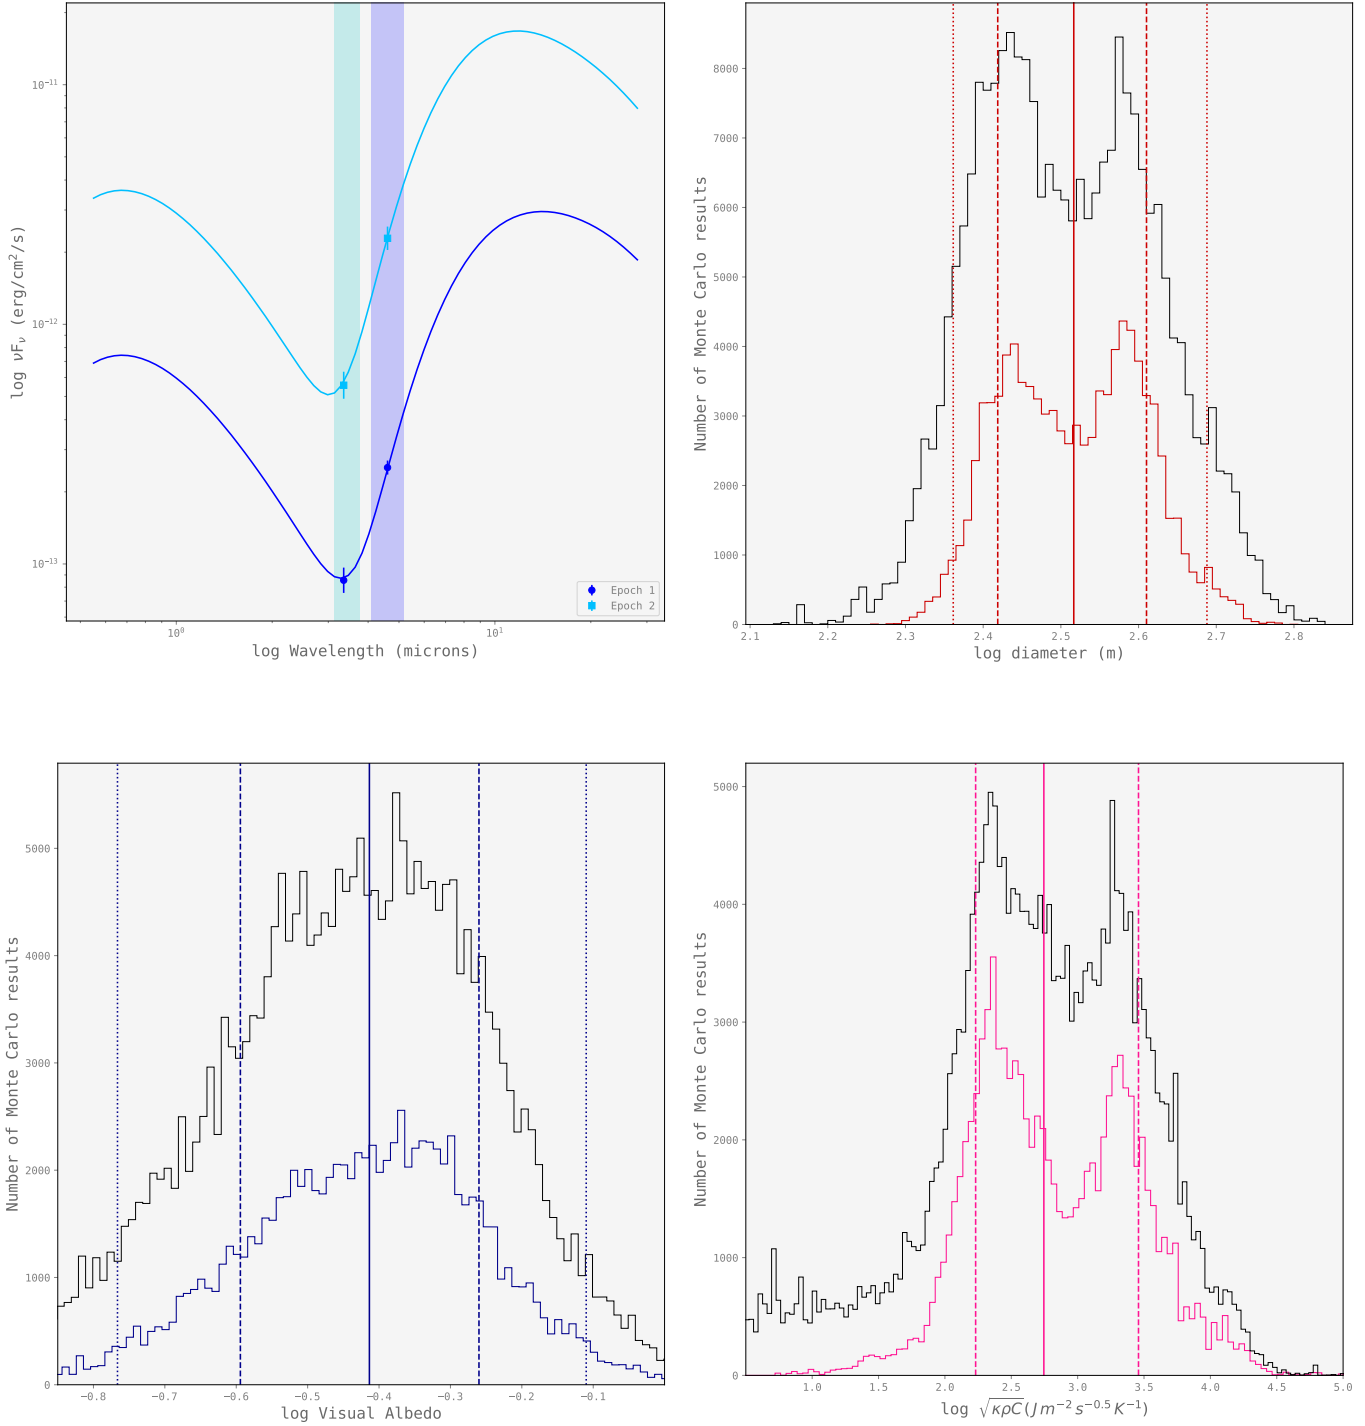 10⁻¹¹
10⁻¹²
10⁻¹³
log νFν (erg/cm²/s)
Epoch 1
Epoch 2
10⁰ 10¹
log Wavelength (microns)
8000
7000
6000
5000
4000
3000
2000
1000
0
Number of Monte Carlo results
2.1 2.2 2.3 2.4 2.5 2.6 2.7 2.8
log diameter (m)
5000
4000
3000
2000
1000
0
Number of Monte Carlo results
−0.8 −0.7 −0.6 −0.5 −0.4 −0.3 −0.2 −0.1
log Visual Albedo
5000
4000
3000
2000
1000
0
Number of Monte Carlo results
1.0 1.5 2.0 2.5 3.0 3.5 4.0 4.5 5.0
log √κρC(Jm⁻²s⁻⁰·⁵K⁻¹)